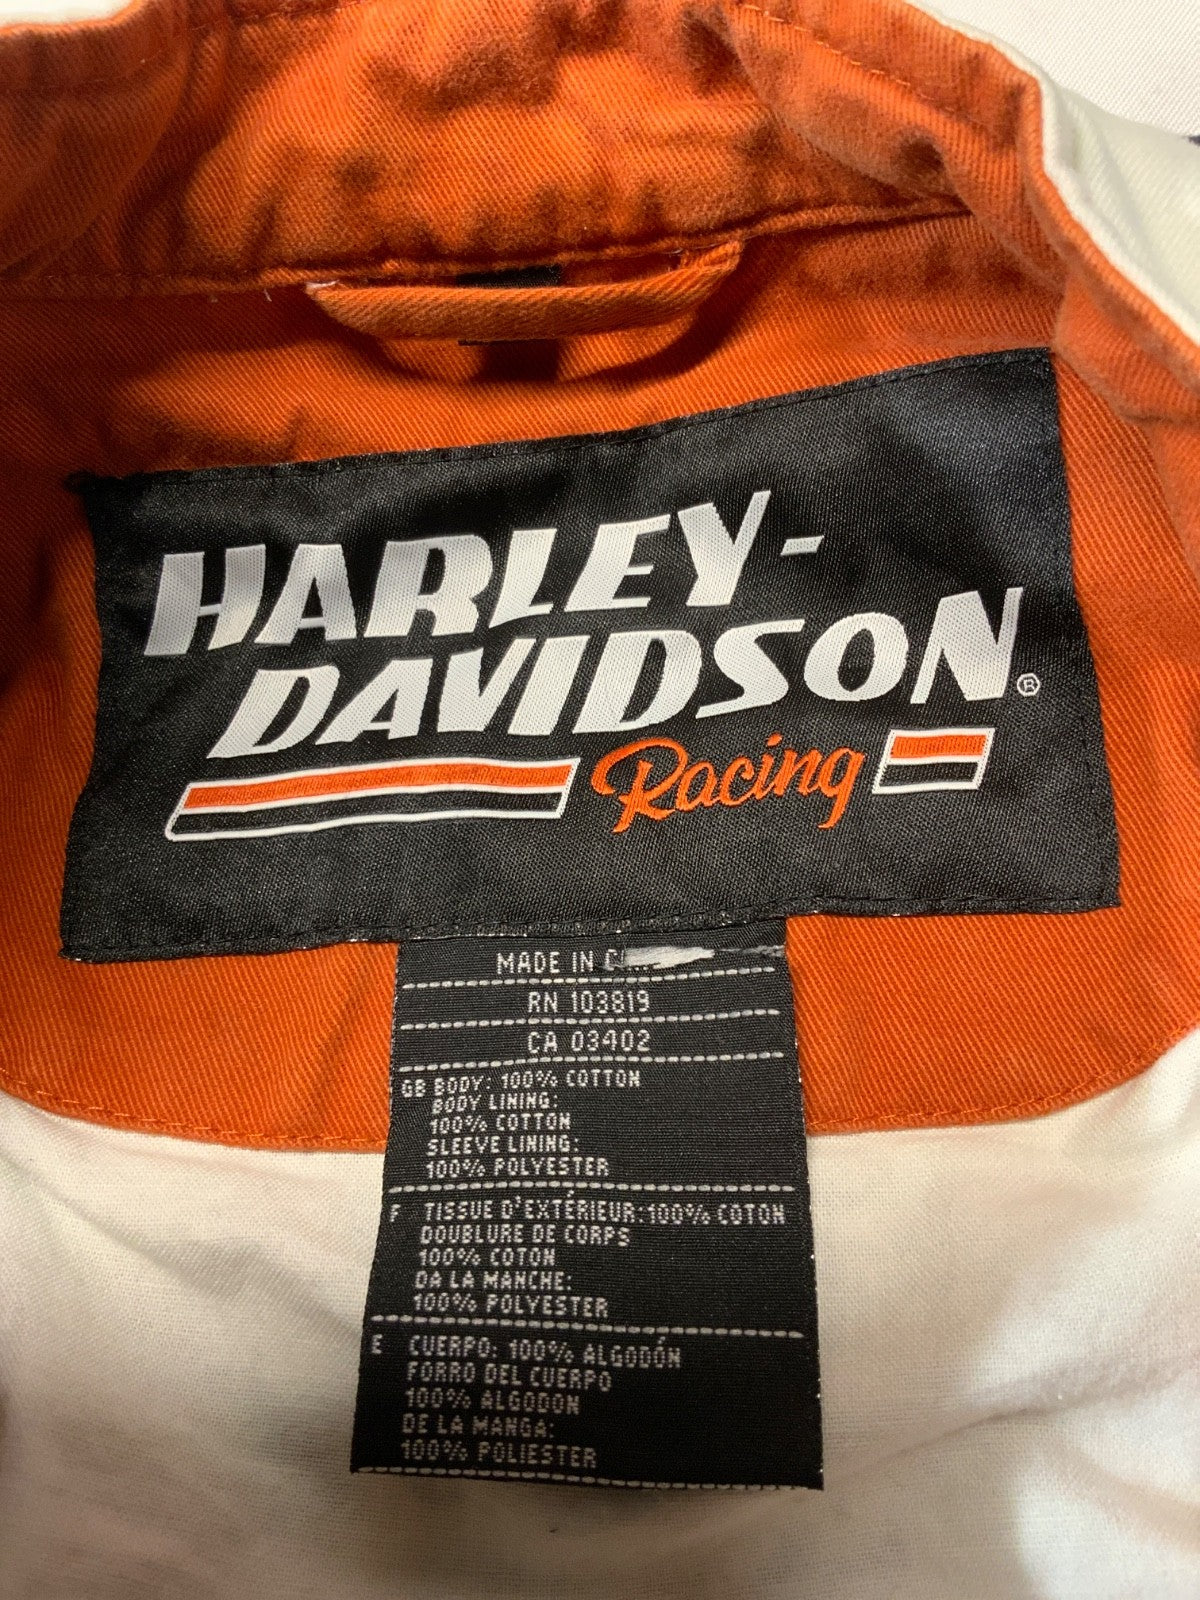 HARLEY-
DAVIDSON®
Racing
MADE IN
RN 103819
CA 03402
GB BODY: 100% COTTON
BODY LINING:
100% COTTON
SLEEVE LINING:
100% POLYESTER
F TISSUE D'EXTÉRIEUR:100% COTON
DOUBLURE DE CORPS
100% COTON
DA LA MANCHE:
100% POLYESTER
E CUERPO: 100% ALGODÓN
FORRO DEL CUERPO
100% ALGODON
DE LA MANGA:
100% POLIESTER